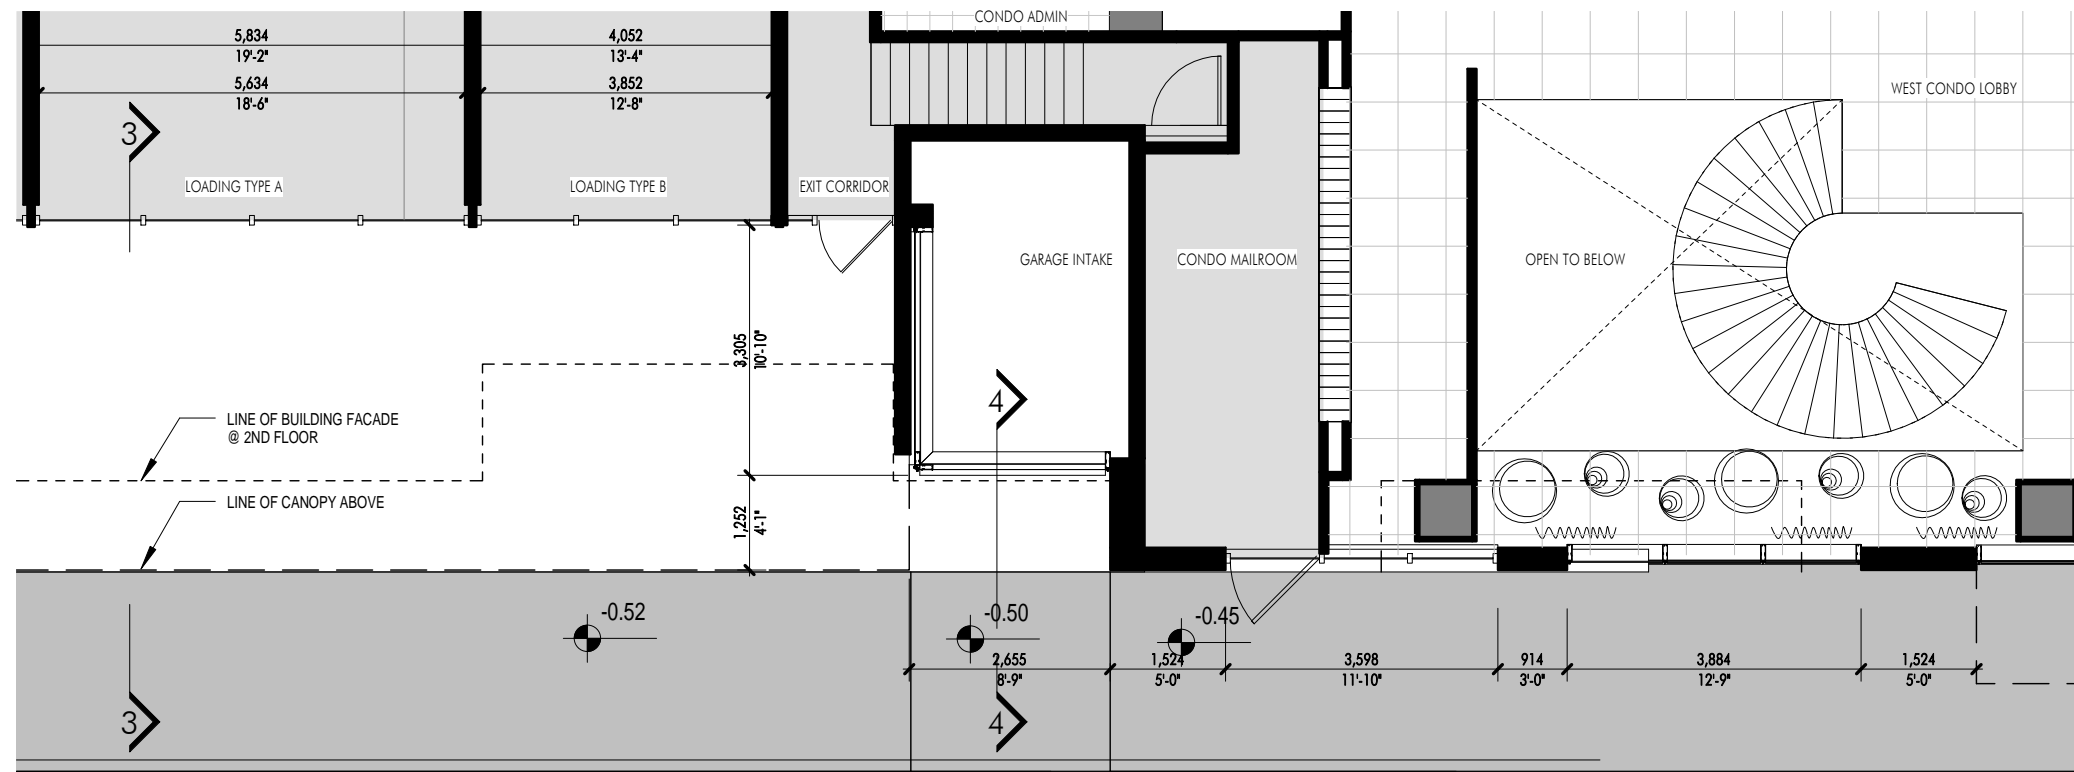 CONDO ADMIN
5,834
19'-2"
4,052
13'-4"
5,634
18'-6"
3,852
12'-8"
WEST CONDO LOBBY
3
LOADING TYPE A
LOADING TYPE B
EXIT CORRIDOR
GARAGE INTAKE
CONDO MAILROOM
OPEN TO BELOW
3,305
10'-10"
4
LINE OF BUILDING FACADE
@ 2ND FLOOR
LINE OF CANOPY ABOVE
1,252
4'-1"
-0.52
-0.50
-0.45
2,655
8'-9"
1,524
5'-0"
3,598
11'-10"
914
3'-0"
3,884
12'-9"
1,524
5'-0"
3
4